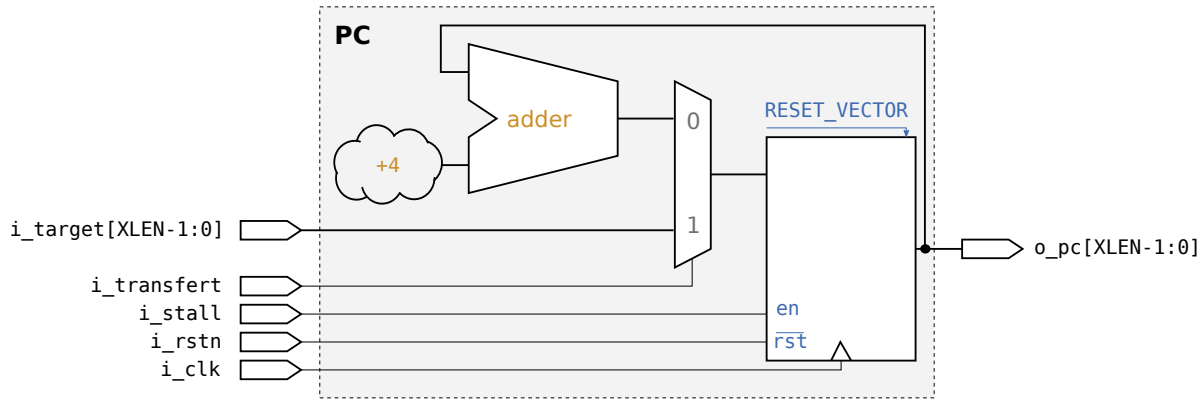 PC
RESET_VECTOR
adder
0
+4
1
i_target[XLEN-1:0]
o_pc[XLEN-1:0]
i_transfert
i_stall
en
i_rstn
rst
i_clk